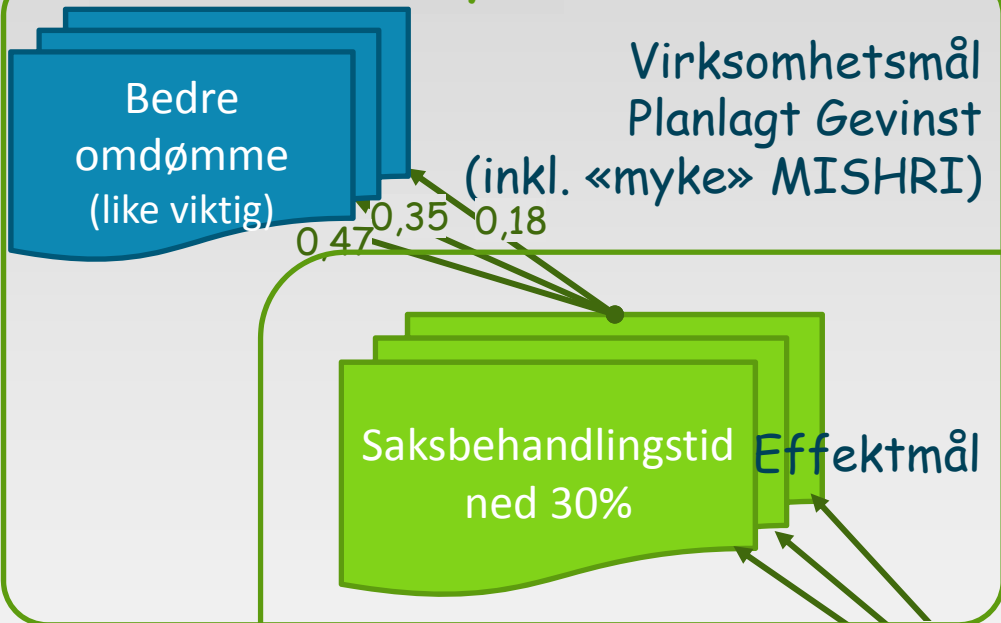 Virksomhetsmål
Planlagt Gevinst
(inkl. «myke» MISHRI)
Bedre
omdømme
(like viktig)
0,47
0,35
0,18
Saksbehandlingstid
ned 30%
Effektmål